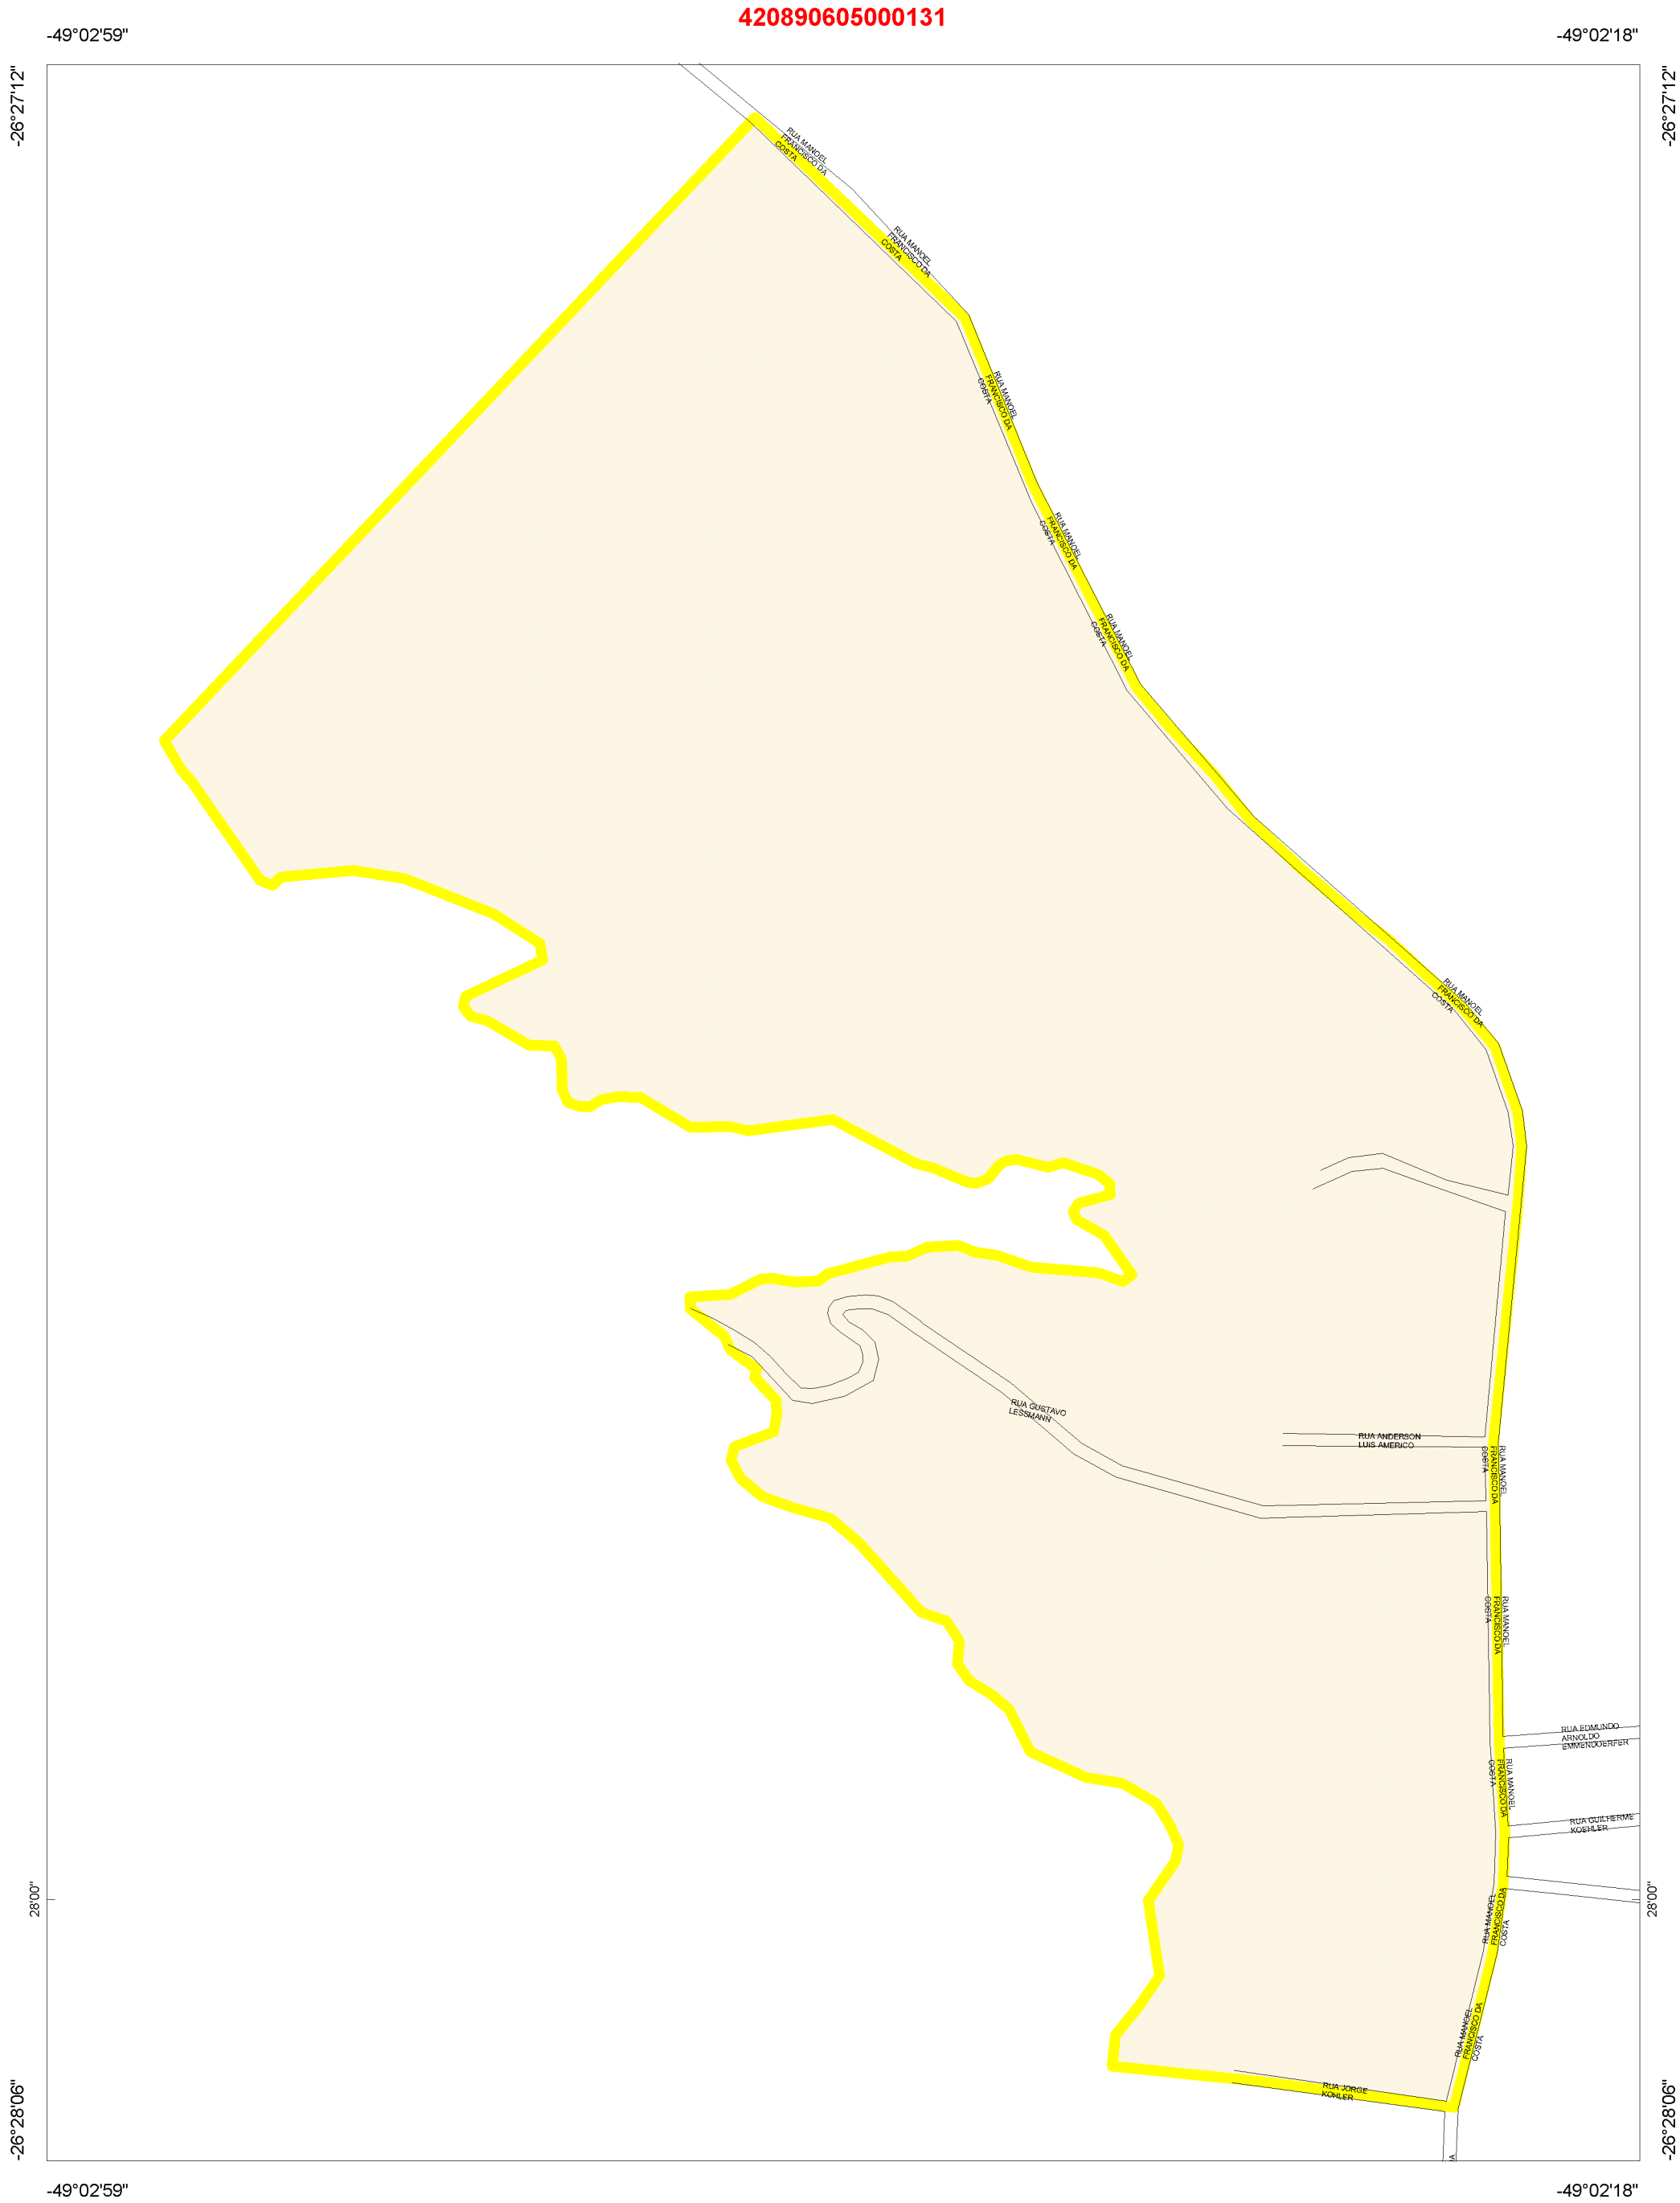 420890605000131
-49°02'59"
-49°02'18"
-26°27'12"
-26°27'12"
RUA MANOEL
FRANCISCO DA
COSTA
RUA MANOEL
FRANCISCO DA
COSTA
RUA MANOEL
FRANCISCO DA
COSTA
RUA MANOEL
FRANCISCO DA
COSTA
RUA MANOEL
FRANCISCO DA
COSTA
RUA MANOEL
FRANCISCO DA
COSTA
RUA GUSTAVO
LESSMANN
RUA ANDERSON
LUIS AMERICO
RUA MANOEL
FRANCISCO DA
COSTA
RUA MANOEL
FRANCISCO DA
COSTA
RUA EDMUNDO
ARNOLDO
EMMENDOERFER
RUA MANOEL
FRANCISCO DA
COSTA
RUA GUILHERME
KOEHLER
28'00"
28'00"
RUA MANOEL
FRANCISCO DA
COSTA
RUA MANOEL
FRANCISCO DA
COSTA
RUA JORGE
KOHLER
-26°28'06"
-26°28'06"
-49°02'59"
-49°02'18"